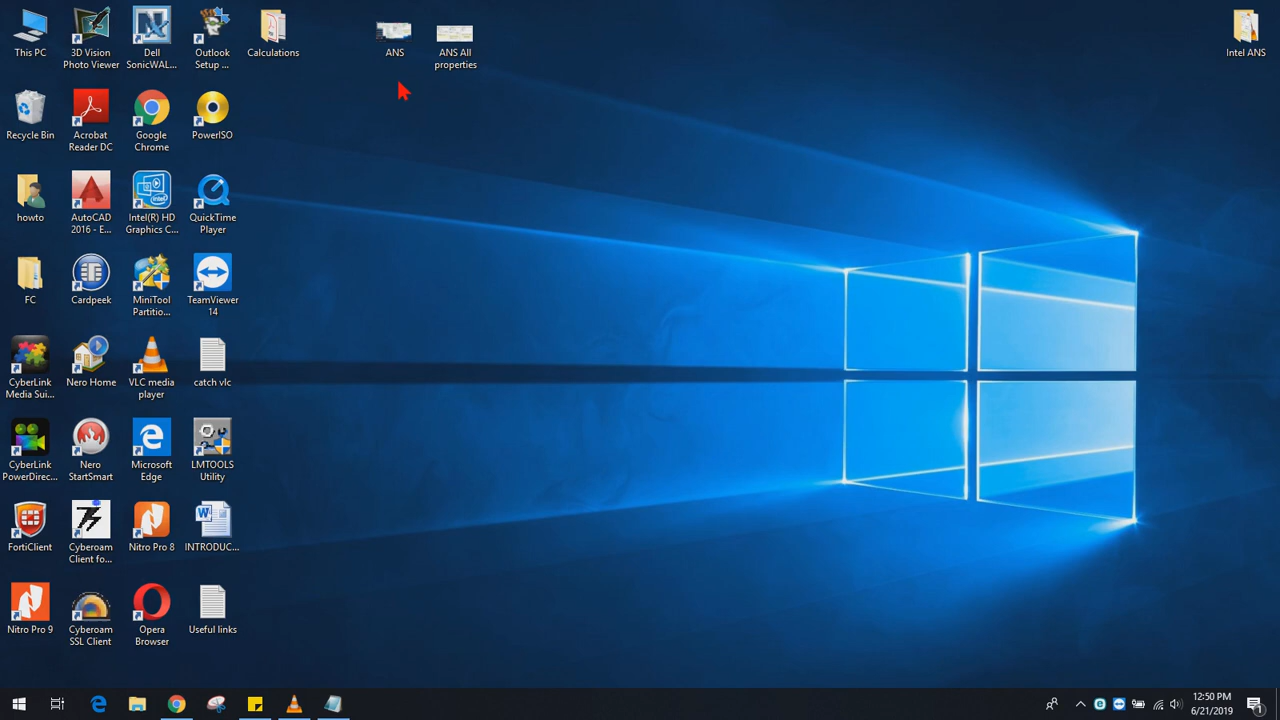 This PC
3D Vision
Photo Viewer
Dell
SonicWAL...
Outlook
Setup ...
Calculations
ANS
ANS All
properties
Intel ANS
Recycle Bin
Acrobat
Reader DC
Google
Chrome
PowerISO
howto
AutoCAD
2016 - E...
Intel(R) HD
Graphics C...
QuickTime
Player
FC
Cardpeek
MiniTool
Partitio...
TeamViewer
14
CyberLink
Media Sui...
Nero Home
VLC media
player
catch vlc
CyberLink
PowerDirec...
Nero
StartSmart
Microsoft
Edge
LMTOOLS
Utility
FortiClient
Cyberoam
Client fo...
Nitro Pro 8
INTRODUC...
Nitro Pro 9
Cyberoam
SSL Client
Opera
Browser
Useful links
12:50 PM
6/21/2019